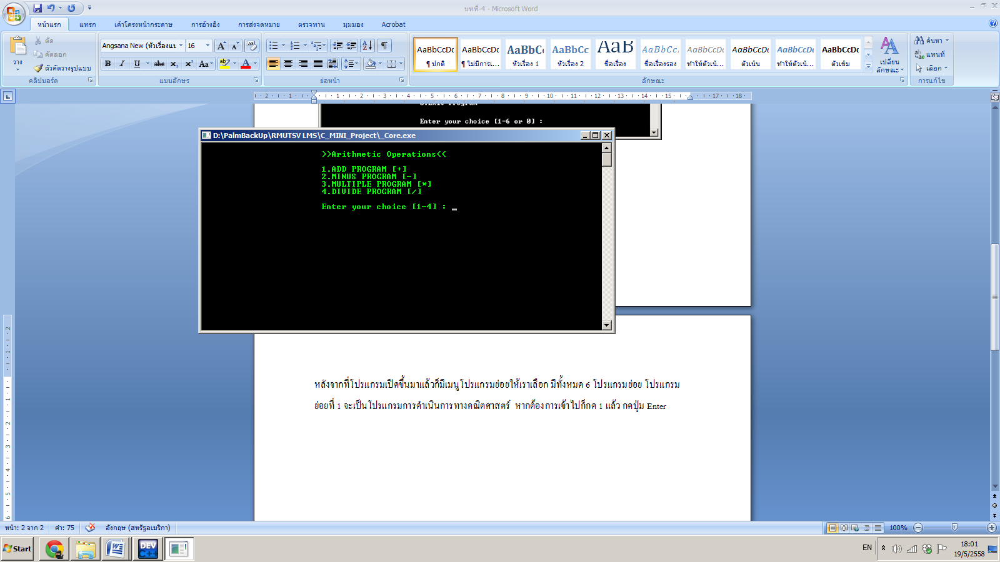 บทที่-4 - Microsoft Word
หน้าแรก แทรก เค้าโครงหน้ากระดาษ การอ้างอิง การส่งจดหมาย ตรวจทาน มุมมอง Acrobat
วาง
ตัด
คัดลอก
ตัวคัดวางรูปแบบ
คลิปบอร์ด
Angsana New (หัวเรื่องแบ 16
แบบอักษร
ย่อหน้า
AaBbCcDc AaBbCcDc AaBbC AaBbCc AaB AaBbCc. AaBbCcDt AaBbCcDt AaBbCcDt AaBbCcDc
¶ ปกติ ¶ ไม่มีการเ... หัวเรื่อง 1 หัวเรื่อง 2 ชื่อเรื่อง ชื่อเรื่องรอง ทำให้ตัวเ... ตัวเน้น ทำให้ตัวเน้... ตัวเข้ม
เปลี่ยน
ลักษณะ
ลักษณะ
ค้นหา
แทนที่
เลือก
การแก้ไข
Enter your choice [1-6 or 0] :
D:\PalmBackUp\RMUTSV LMS\C_MINI_Project\_Core.exe
>>Arithmetic Operations<<
1.ADD PROGRAM [+]
2.MINUS PROGRAM [-]
3.MULTIPLE PROGRAM [*]
4.DIVIDE PROGRAM [/]
Enter your choice [1-4] : _
หลังจากที่โปรแกรมเปิดขึ้นมาแล้วก็มีเมนูโปรแกรมย่อยให้เราเลือก มีทั้งหมด 6 โปรแกรมย่อย โปรแกรม
ย่อยที่ 1 จะเป็นโปรแกรมการดำเนินการทางคณิตศาสตร์ หากต้องการเข้าไปก็กด 1 แล้ว กดปุ่ม Enter
หน้า: 2 จาก 2 คำ: 75 อังกฤษ (สหรัฐอเมริกา) 100%
Start EN 18:01
19/5/2558